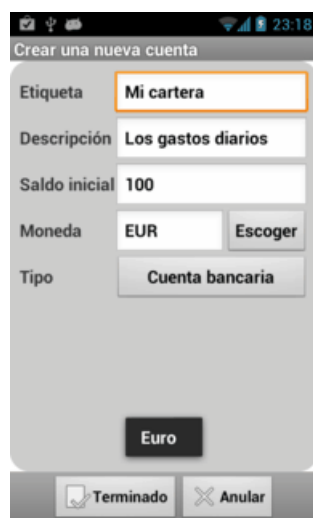 23:18
Crear una nueva cuenta
Etiqueta Mi cartera
Descripción Los gastos diarios
Saldo inicial 100
Moneda EUR Escoger
Tipo Cuenta bancaria
Euro
Terminado Anular